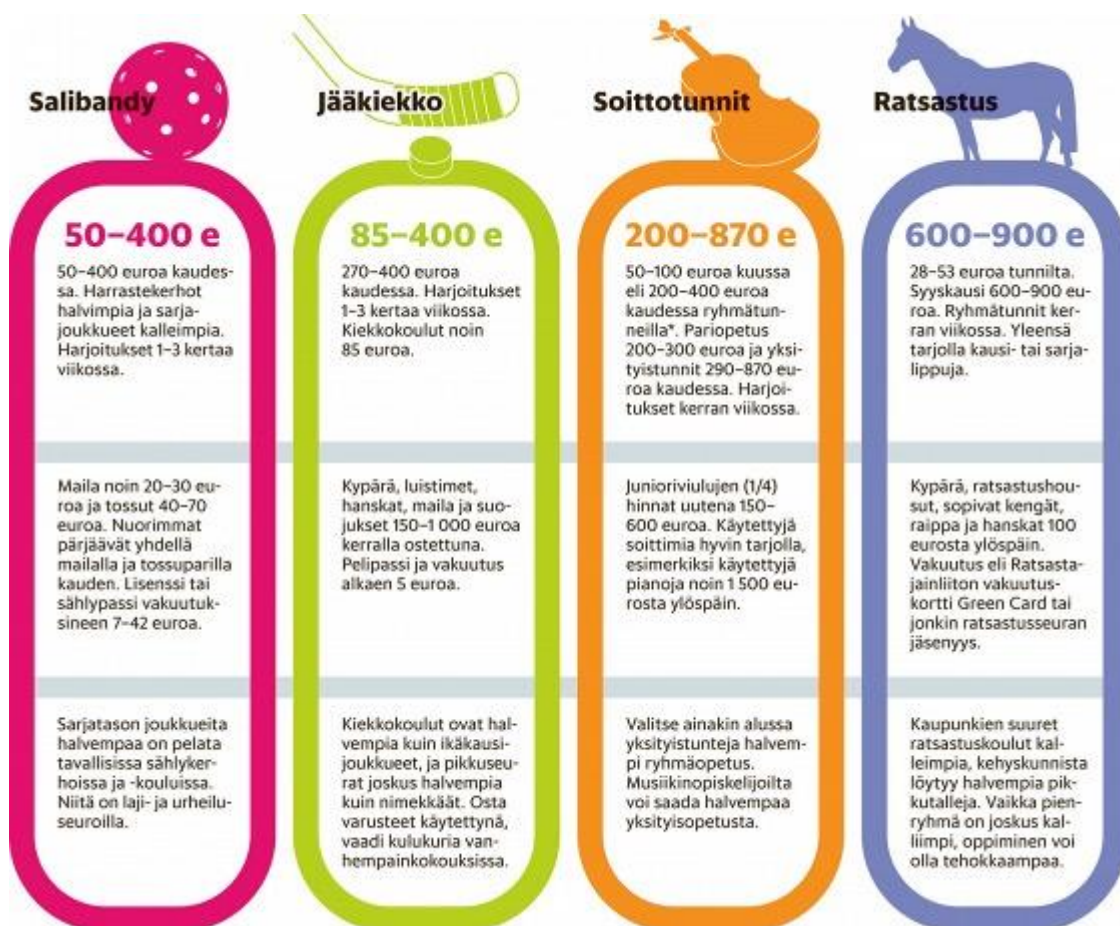 Salibandy
50–400 e
50–400 euroa kaudes-
sa. Harrastekerhot
halvimpia ja sarja-
joukkueet kalleimpia.
Harjoitukset 1–3 kertaa
viikossa.
Maila noin 20–30 eu-
roa ja tossut 40–70
euroa. Nuorimmat
pärjäävät yhdellä
mailalla ja tossuparilla
kauden. Lisenssi tai
sählypassi vakuutuk-
sineen 7–42 euroa.
Sarjatason joukkueita
halvempaa on pelata
tavallisissa sählyker-
hoissa ja -kouluissa.
Niitä on laji- ja urheilu-
seuroilla.
Jääkiekko
85–400 e
270–400 euroa
kaudessa. Harjoitukset
1–3 kertaa viikossa.
Kiekkokoulut noin
85 euroa.
Kypärä, luistimet,
hanskat, maila ja suo-
jukset 150–1 000 euroa
kerralla ostettuna.
Pelipassi ja vakuutus
alkaen 5 euroa.
Kiekkokoulut ovat hal-
vempia kuin ikäkausi-
joukkueet, ja pikkuseu-
rat joskus halvempia
kuin nimekkäät. Osta
varusteet käytettynä,
vaadi kulukuria van-
hempainkokouksissa.
Soittotunnit
200–870 e
50–100 euroa kuussa
eli 200–400 euroa
kaudessa ryhmätun-
neilla*. Pariopetus
200–300 euroa ja yksi-
tyistunnit 290–870 eu-
roa kaudessa. Harjoi-
tukset kerran viikossa.
Junioriviulujen (1/4)
hinnat uutena 150–
600 euroa. Käytettyjä
soittimia hyvin tarjolla,
esimerkiksi käytettyjä
pianoja noin 1 500 eu-
rosta ylöspäin.
Valitse ainakin alussa
yksityistunteja halvem-
pi ryhmäopetus.
Musiikinopiskelijoilta
voi saada halvempaa
yksityisopetusta.
Ratsastus
600–900 e
28–53 euroa tunnilta.
Syyskausi 600–900 eu-
roa. Ryhmätunnit ker-
ran viikossa. Yleensä
tarjolla kausi- tai sarja-
lippuja.
Kypärä, ratsastushou-
sut, sopivat kengät,
raippa ja hanskat 100
eurosta ylöspäin.
Vakuutus eli Ratsasta-
jainliiton vakuutus-
kortti Green Card tai
jonkin ratsastusseuran
jäsenyys.
Kaupunkien suuret
ratsastuskoulut kal-
leimpia, kehyskunnista
löytyy halvempia pik-
kutalleja. Vaikka pien-
ryhmä on joskus kal-
liimpi, oppiminen voi
olla tehokkaampaa.